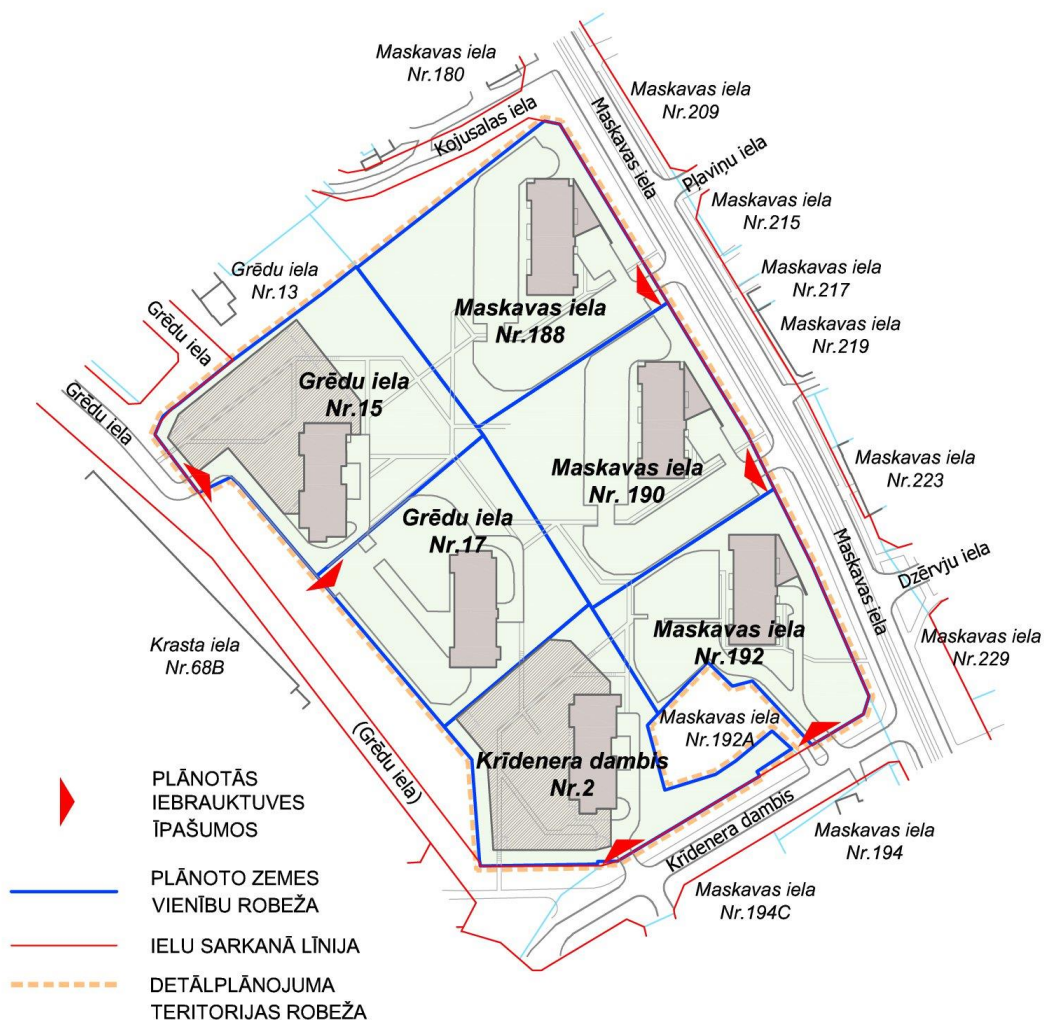 Maskavas iela
Nr.180
Kojusalas iela
Maskavas iela
Nr.209
Maskavas iela
Pļaviņu iela
Maskavas iela
Nr.215
Grēdu iela
Nr.13
Maskavas iela
Nr.217
Grēdu iela
Maskavas iela
Nr.188
Maskavas iela
Nr.219
Grēdu iela
Grēdu iela
Nr.15
Maskavas iela
Nr. 190
Maskavas iela
Nr.223
Grēdu iela
Nr.17
Maskavas iela
Dzērvju iela
Krasta iela
Nr.68B
Maskavas iela
Nr.192
Maskavas iela
Nr.229
Maskavas iela
Nr.192A
(Grēdu iela)
Krīdenera dambis
Nr.2
Krīdenera dambis
Maskavas iela
Nr.194
Maskavas iela
Nr.194C
PLĀNOTĀS
IEBRAUKTUVES
ĪPAŠUMOS
PLĀNOTO ZEMES
VIENĪBU ROBEŽA
IELU SARKANĀ LĪNIJA
DETĀLPLĀNOJUMA
TERITORIJAS ROBEŽA